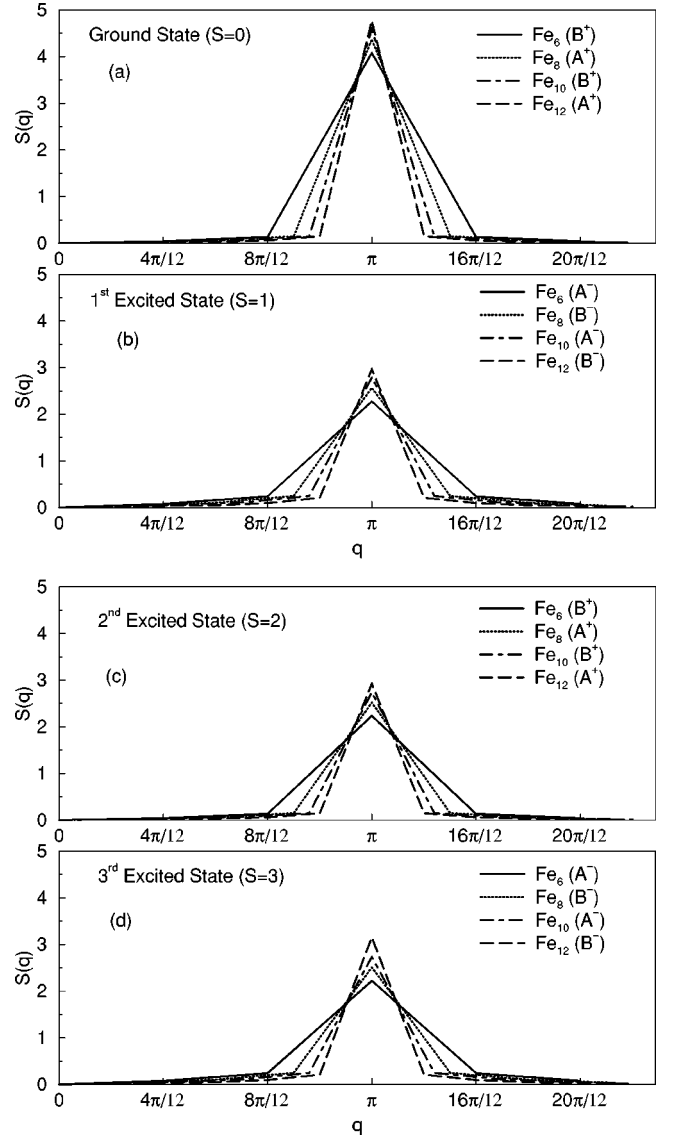 5
4
3
2
1
0
S(q)
Ground State (S=0)
(a)
Fe₆ (B⁺)
Fe₈ (A⁺)
Fe₁₀ (B⁺)
Fe₁₂ (A⁺)
0 4π/12 8π/12 π 16π/12 20π/12
5
4
3
2
1
0
S(q)
1ˢᵗ Excited State (S=1)
(b)
Fe₆ (A⁻)
Fe₈ (B⁻)
Fe₁₀ (A⁻)
Fe₁₂ (B⁻)
0 4π/12 8π/12 π 16π/12 20π/12
q
5
4
3
2
1
0
S(q)
2ⁿᵈ Excited State (S=2)
(c)
Fe₆ (B⁺)
Fe₈ (A⁺)
Fe₁₀ (B⁺)
Fe₁₂ (A⁺)
0 4π/12 8π/12 π 16π/12 20π/12
5
4
3
2
1
0
S(q)
3ʳᵈ Excited State (S=3)
(d)
Fe₆ (A⁻)
Fe₈ (B⁻)
Fe₁₀ (A⁻)
Fe₁₂ (B⁻)
0 4π/12 8π/12 π 16π/12 20π/12
q